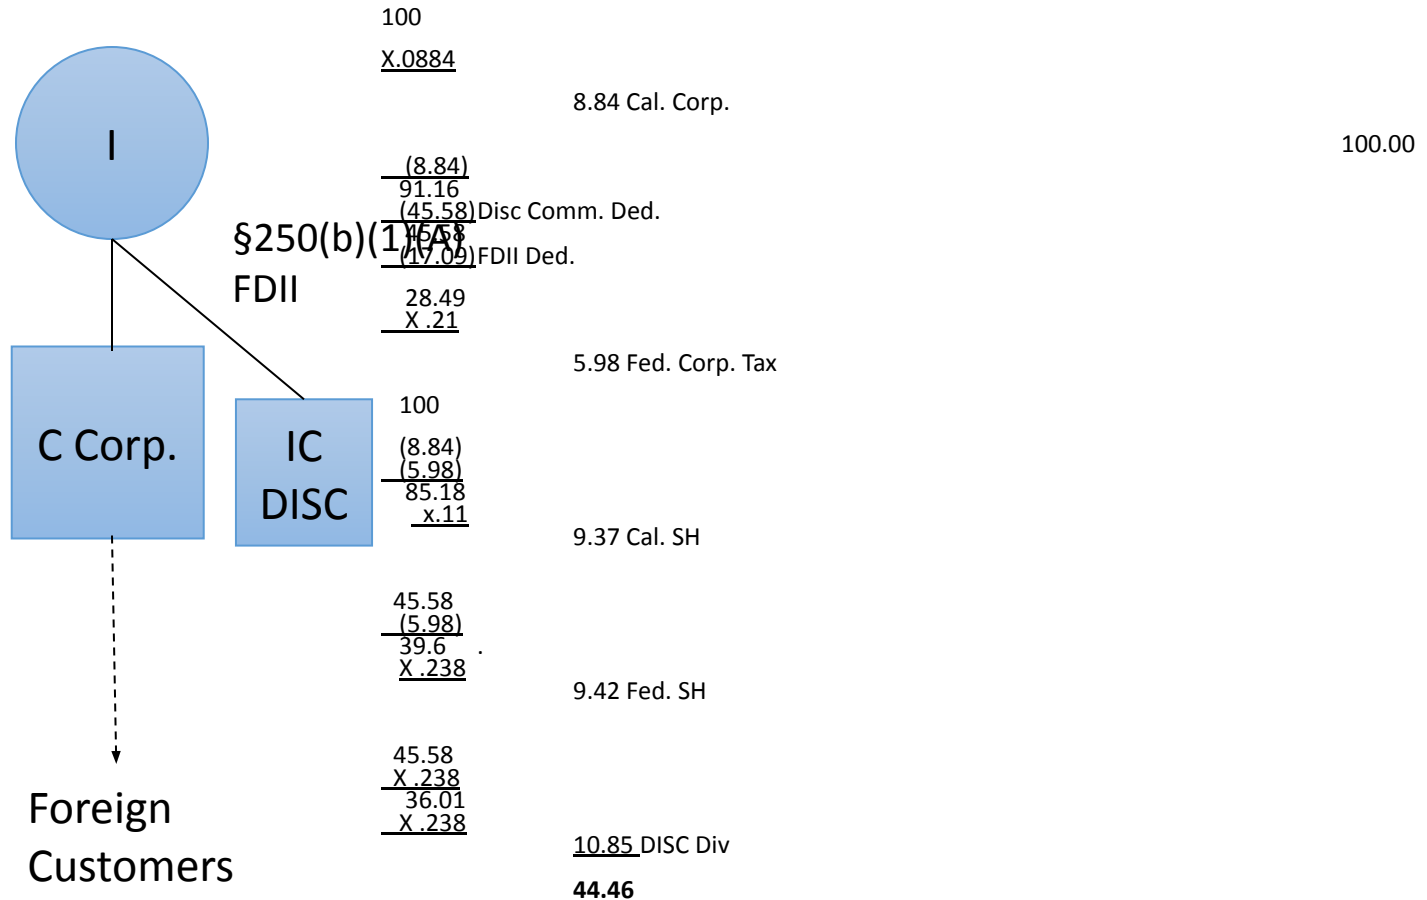 100
X.0884
8.84 Cal. Corp.
I
100.00
(8.84)
91.16
(45.58) Disc Comm. Ded.
§250(b)(1)(A)
45.58
(17.09) FDII Ded.
FDII
28.49
X .21
5.98 Fed. Corp. Tax
100
C Corp.
IC
DISC
(8.84)
(5.98)
85.18
x.11
9.37 Cal. SH
45.58
(5.98)
39.6 .
X .238
9.42 Fed. SH
45.58
X .238
36.01
X .238
Foreign
Customers
10.85 DISC Div
44.46